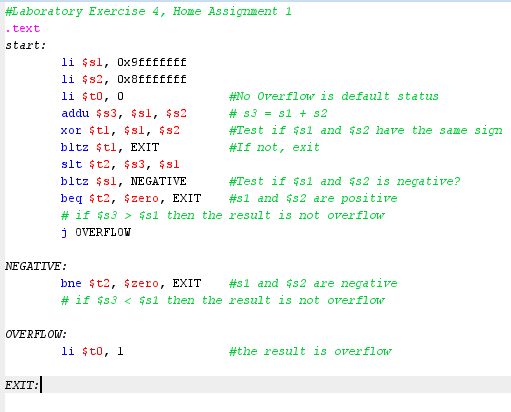 #Laboratory Exercise 4, Home Assignment 1
.text
start:
li $s1, 0x9fffffff
li $s2, 0x8fffffff
li $t0, 0 #No Overflow is default status
addu $s3, $s1, $s2 # s3 = s1 + s2
xor $t1, $s1, $s2 #Test if $s1 and $s2 have the same sign
bltz $t1, EXIT #If not, exit
slt $t2, $s3, $s1
bltz $s1, NEGATIVE #Test if $s1 and $s2 is negative?
beq $t2, $zero, EXIT #s1 and $s2 are positive
# if $s3 > $s1 then the result is not overflow
j OVERFLOW
NEGATIVE:
bne $t2, $zero, EXIT #s1 and $s2 are negative
# if $s3 < $s1 then the result is not overflow
OVERFLOW:
li $t0, 1 #the result is overflow
EXIT: